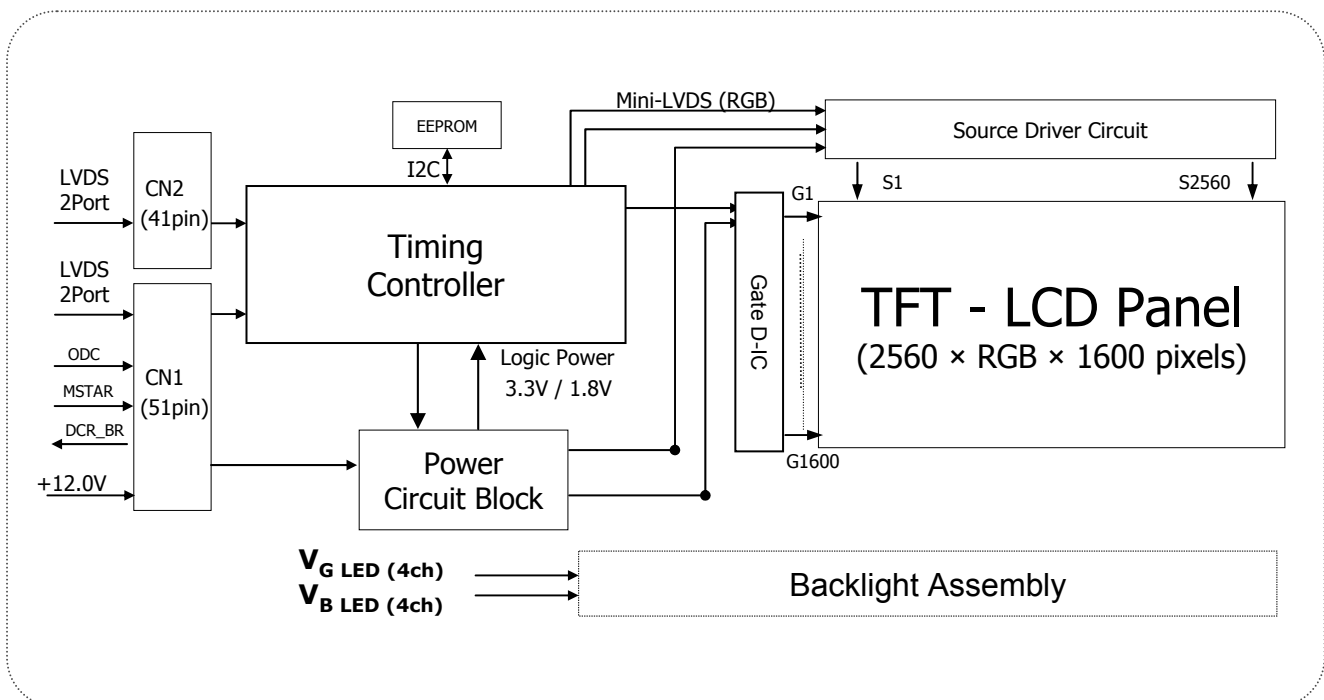 Mini-LVDS (RGB)
EEPROM
Source Driver Circuit
I2C
LVDS
2Port
CN2
(41pin)
S1
S2560
G1
Timing
Controller
LVDS
2Port
Gate D-IC
TFT - LCD Panel
(2560 × RGB × 1600 pixels)
ODC
CN1
(51pin)
MSTAR
Logic Power
3.3V / 1.8V
DCR_BR
+12.0V
Power
Circuit Block
G1600
VG LED (4ch)
VB LED (4ch)
Backlight Assembly